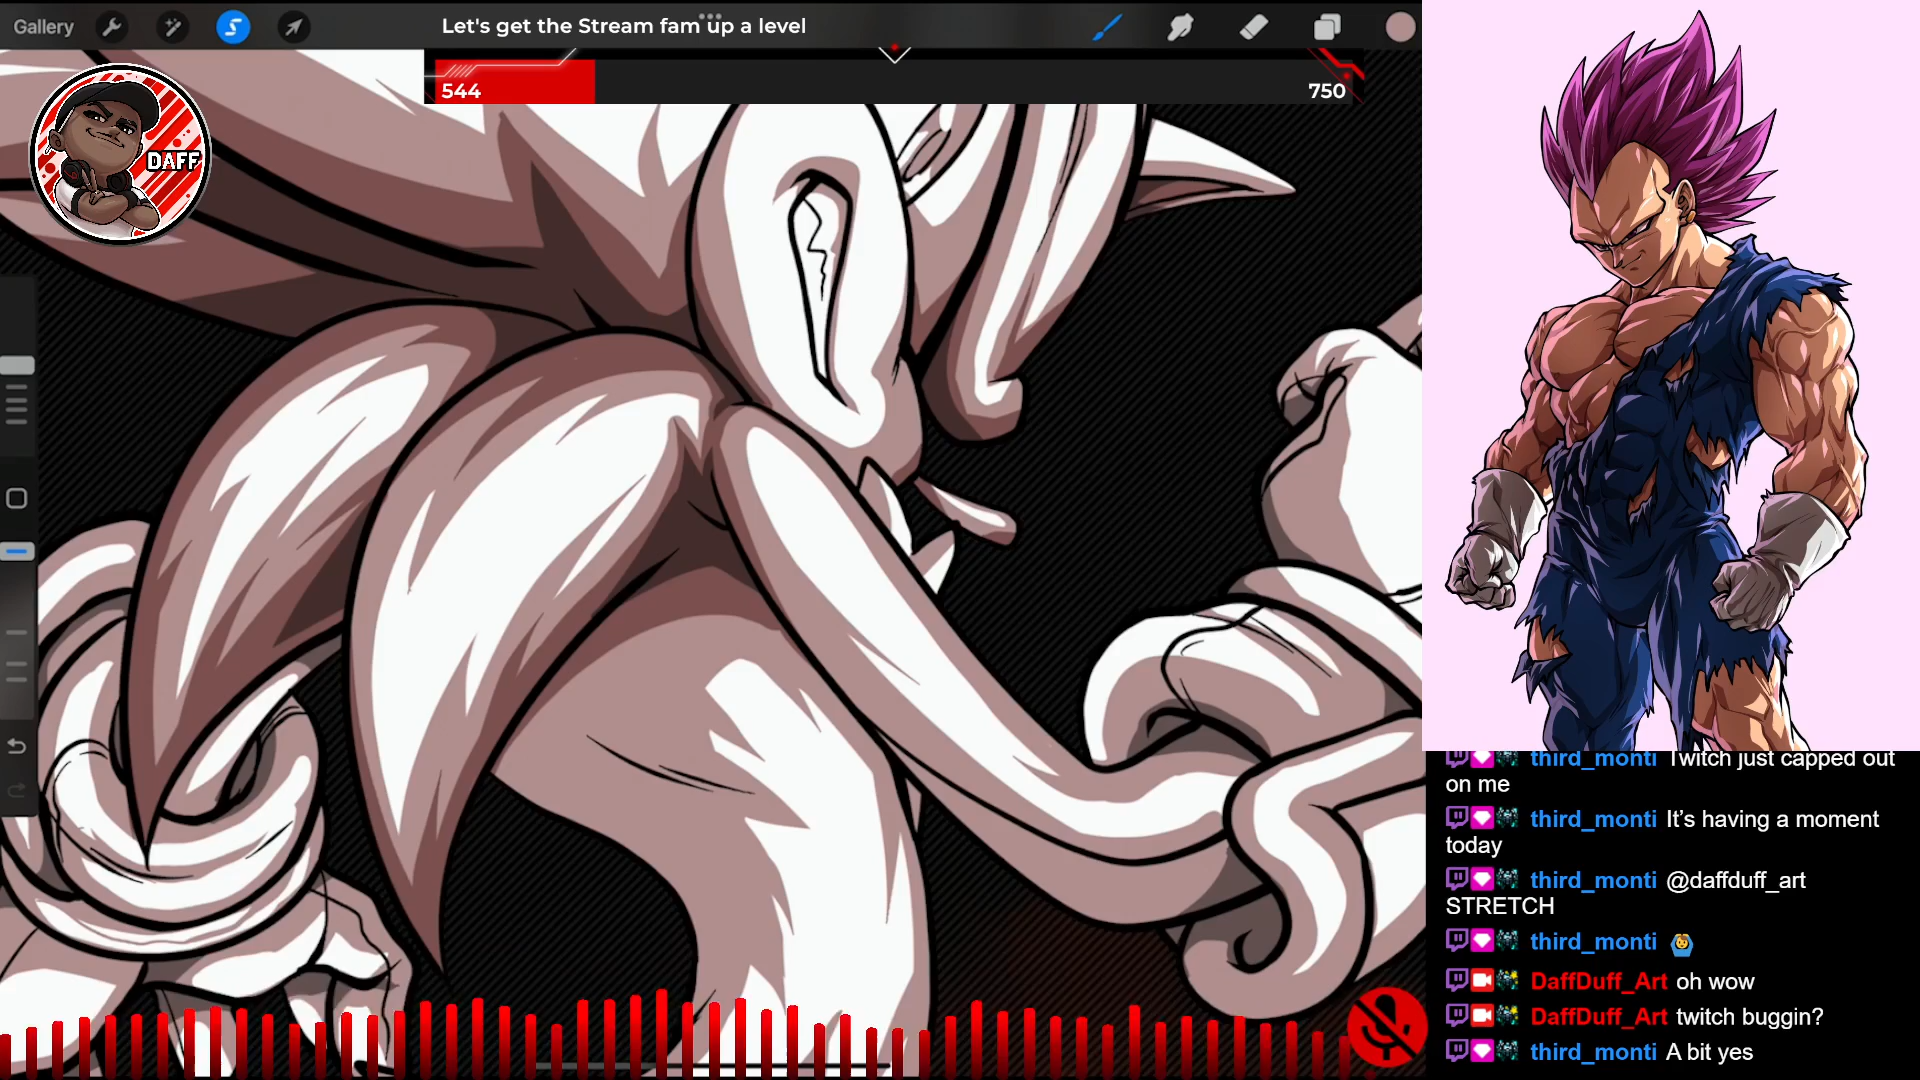 Gallery
Let's get the Stream fam up a level
544
750
DAFF
third_monti Twitch just capped out
on me
third_monti It's having a moment
today
third_monti @daffduff_art
STRETCH
third_monti
DaffDuff_Art oh wow
DaffDuff_Art twitch buggin?
third_monti A bit yes